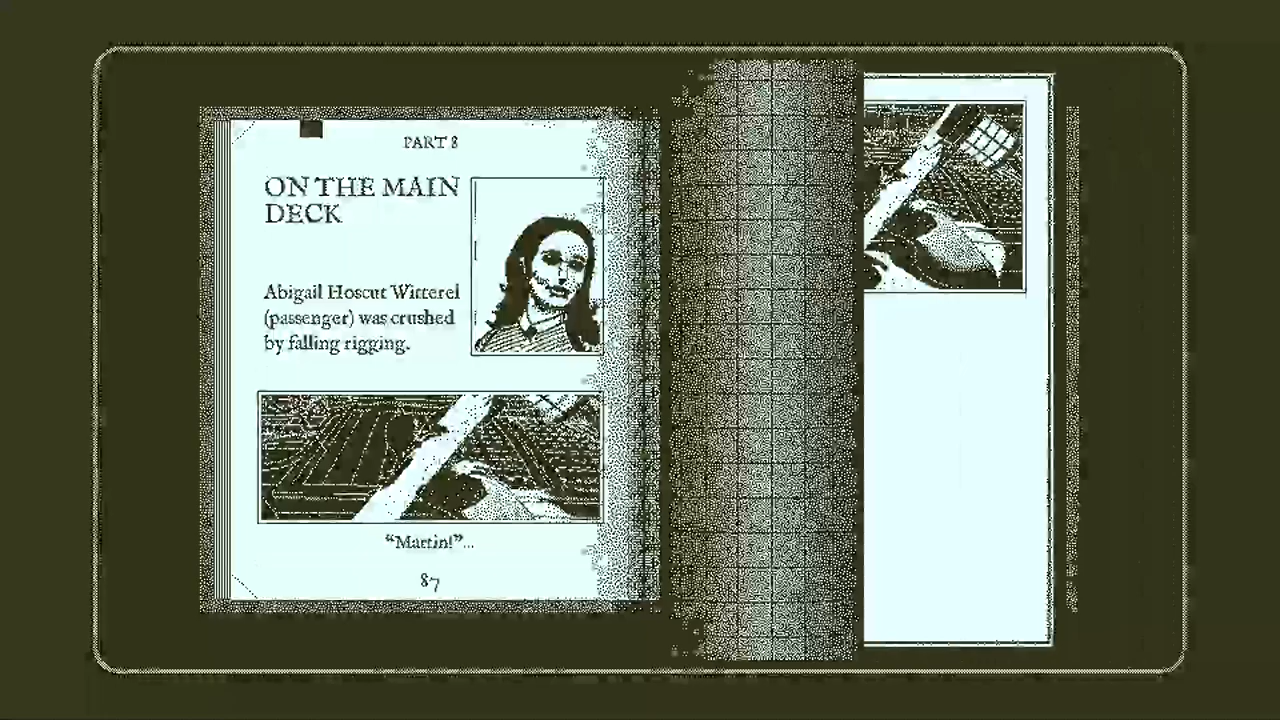 PART 8
ON THE MAIN
DECK
Abigail Hoscut Witterel
(passenger) was crushed
by falling rigging.
“Martin!”...
87